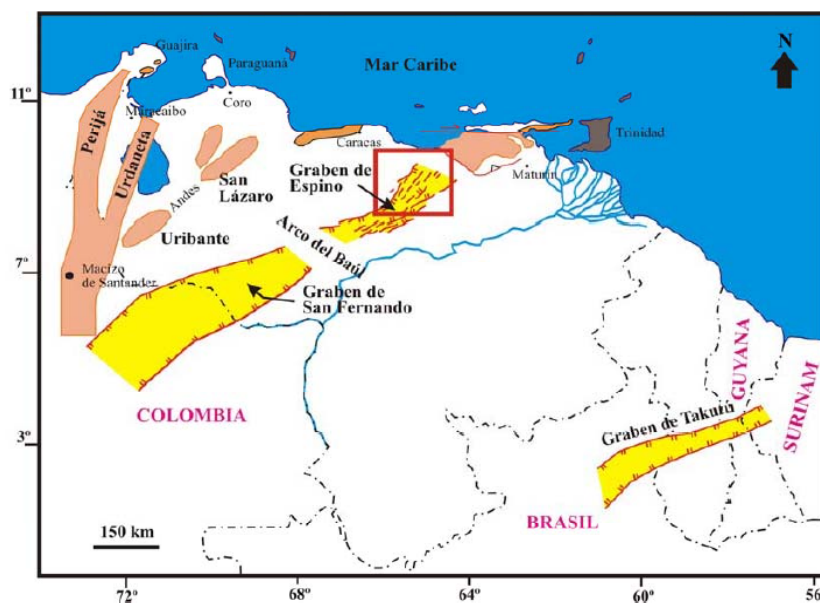 Guajira
Paraguaná
Mar Caribe
N
11º
Coro
Maracaibo
Perijá
Urdaneta
Caracas
Trinidad
Graben de
Espino
Maturín
San
Lázaro
Andes
Uribante
Arco del Baúl
7º
Macizo
de Santander
Graben de
San Fernando
COLOMBIA
GUYANA
SURINAM
Graben de Takutú
3º
BRASIL
150 km
72º
68º
64º
60º
56